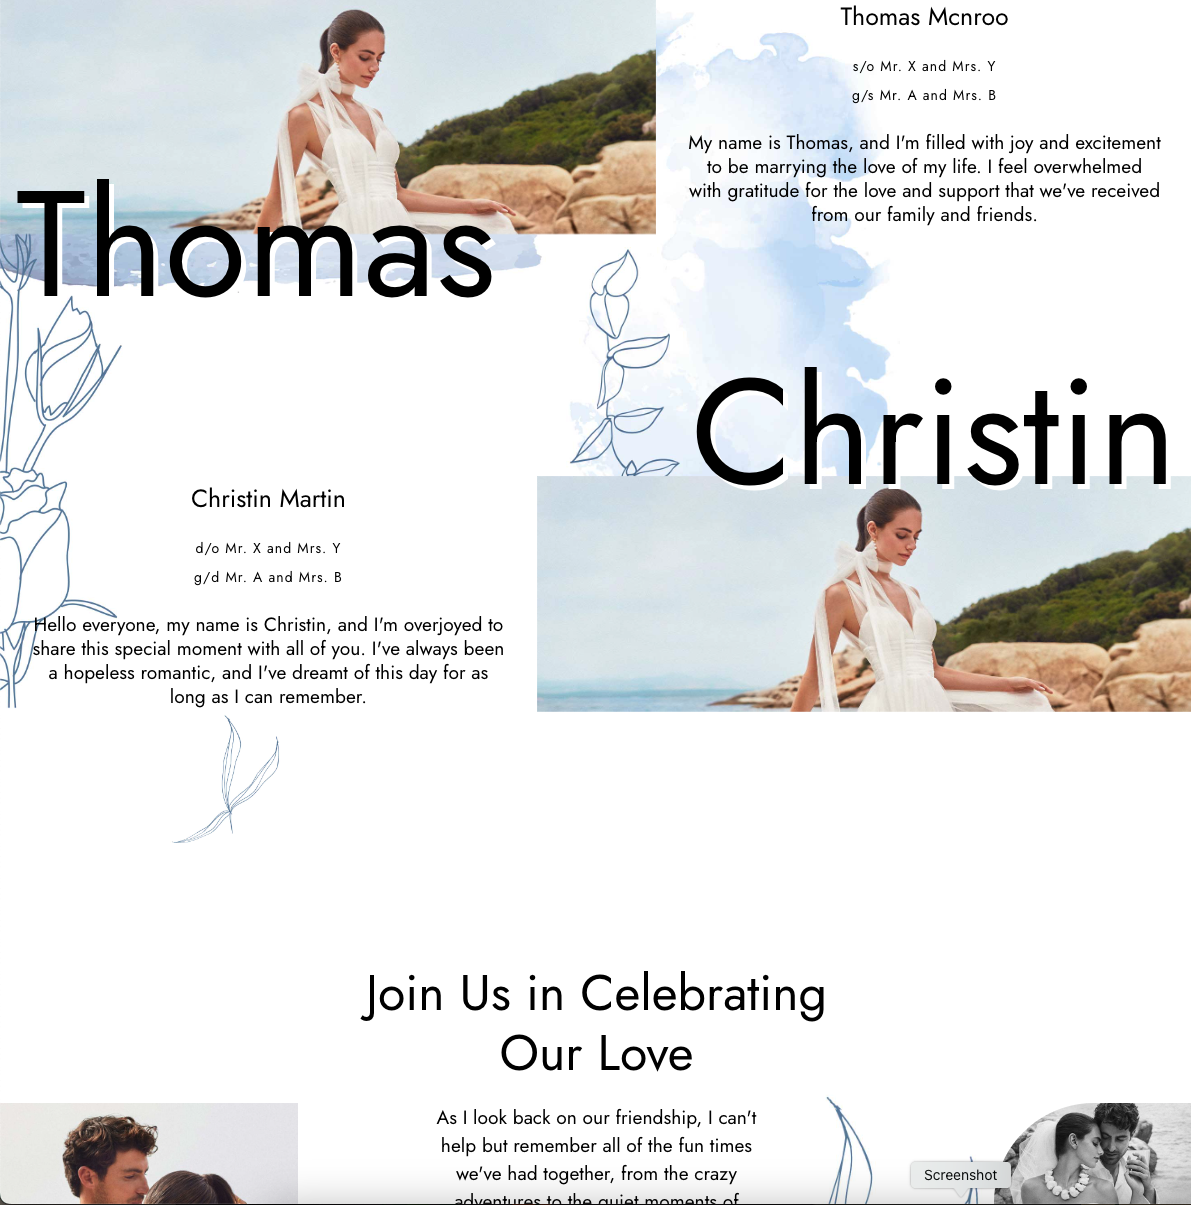 Thomas
Thomas Mcnroo
s/o Mr. X and Mrs. Y
g/s Mr. A and Mrs. B
My name is Thomas, and I'm filled with joy and excitement
to be marrying the love of my life. I feel overwhelmed
with gratitude for the love and support that we've received
from our family and friends.
Christin
Christin Martin
d/o Mr. X and Mrs. Y
g/d Mr. A and Mrs. B
Hello everyone, my name is Christin, and I'm overjoyed to
share this special moment with all of you. I've always been
a hopeless romantic, and I've dreamt of this day for as
long as I can remember.
Join Us in Celebrating
Our Love
As I look back on our friendship, I can't
help but remember all of the fun times
we've had together, from the crazy
adventures to the quiet moments of
Screenshot